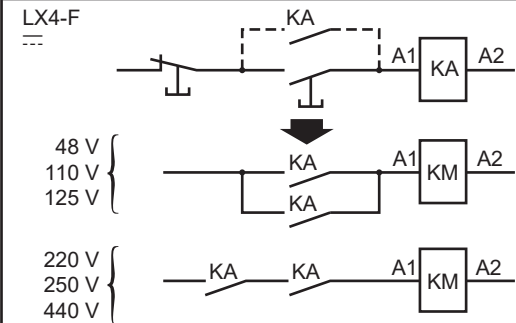 LX4-F
KA
A1 KA A2
48 V
110 V
125 V
KA
A1 KM A2
KA
220 V
250 V
440 V
KA KA A1 KM A2